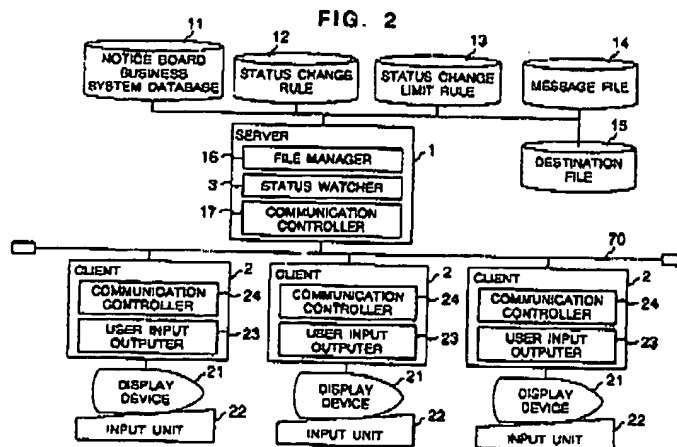 FIG. 2
11
NOTICE BOARD
BUSINESS
SYSTEM DATABASE
12
STATUS CHANGE
RULE
13
STATUS CHANGE
LIMIT RULE
14
MESSAGE FILE
15
DESTINATION
FILE
SERVER
1
16
FILE MANAGER
3
STATUS WATCHER
17
COMMUNICATION
CONTROLLER
70
CLIENT
2
COMMUNICATION
CONTROLLER
24
USER INPUT
OUTPUTER
23
DISPLAY
DEVICE
21
INPUT UNIT
22
CLIENT
2
COMMUNICATION
CONTROLLER
24
USER INPUT
OUTPUTER
23
DISPLAY
DEVICE
21
INPUT UNIT
22
CLIENT
2
COMMUNICATION
CONTROLLER
24
USER INPUT
OUTPUTER
23
DISPLAY
DEVICE
21
INPUT UNIT
22